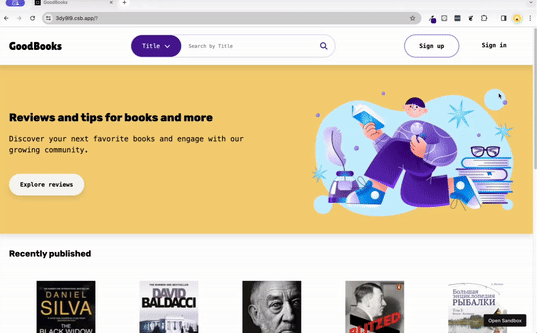 GoodBooks
3dy9l9.csb.app/?
GoodBooks
Title
Search by Title
Sign up
Sign in
Reviews and tips for books and more
Discover your next favorite books and engage with our
growing community.
Explore reviews
Recently published
DANIEL
SILVA
THE
BLACK WIDOW
DAVID
BALDACCI
BLITZED
Большая
энциклопедия
РЫБАЛКИ
Open Sandbox